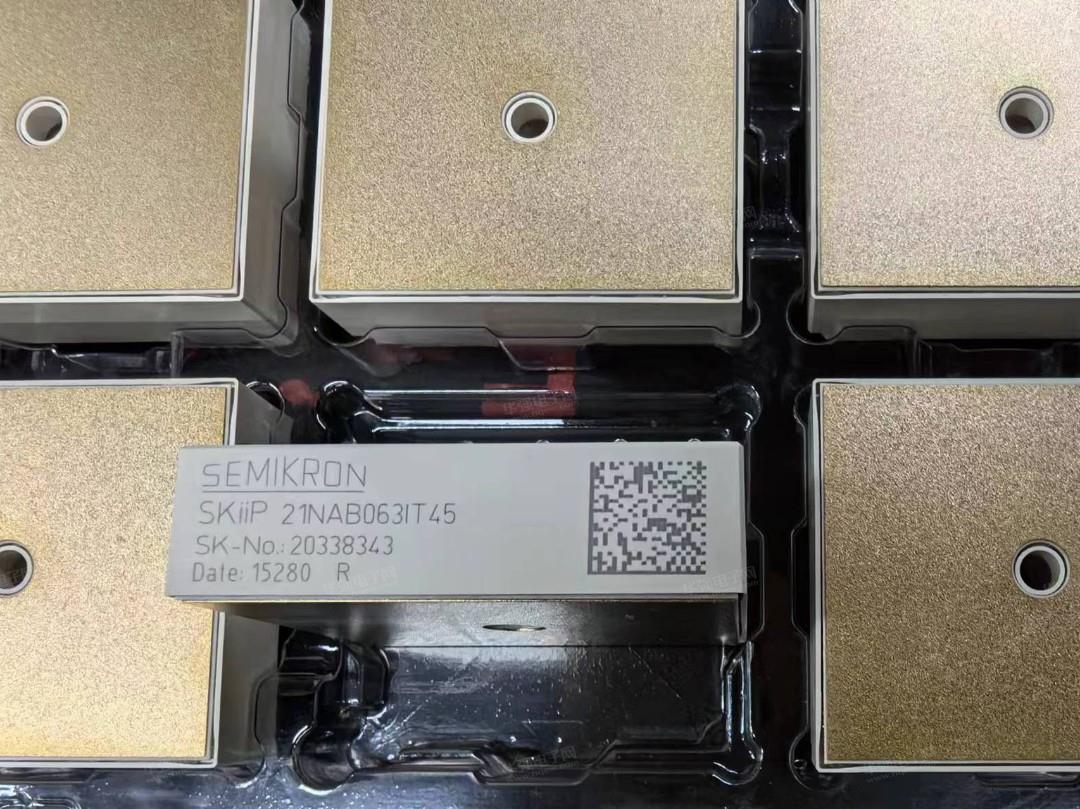 SEMIKRON
SKiiP 21NAB063IT45
SK-No.: 20338343
Date: 15280 R